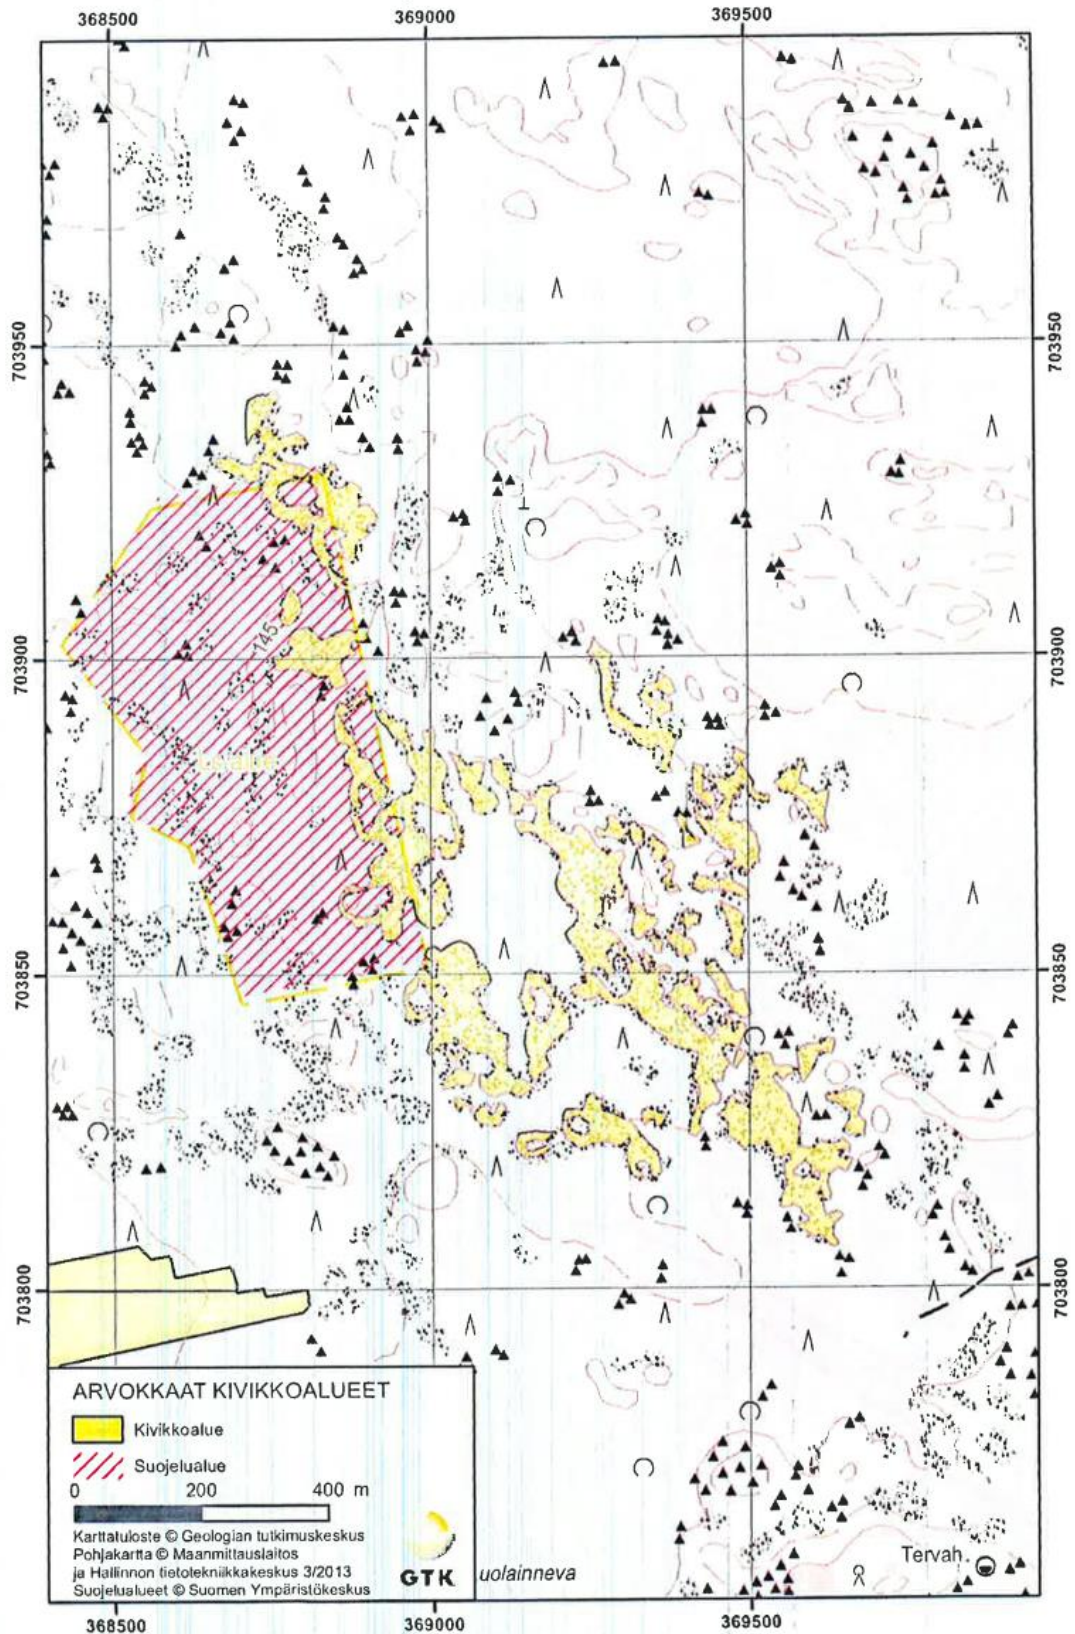 368500
369000
369500
703950
703950
703900
703900
145
703850
703850
703800
703800
ARVOKKAAT KIVIKKOALUEET
Kivikkoalue
Suojelualue
0 200 400 m
Karttatuloste © Geologian tutkimuskeskus
Pohjakartta © Maanmittauslaitos
ja Hallinnon tietotekniikkakeskus 3/2013
Suojelualueet © Suomen Ympäristökeskus
GTK
uolainneva
Tervah.
368500
369000
369500